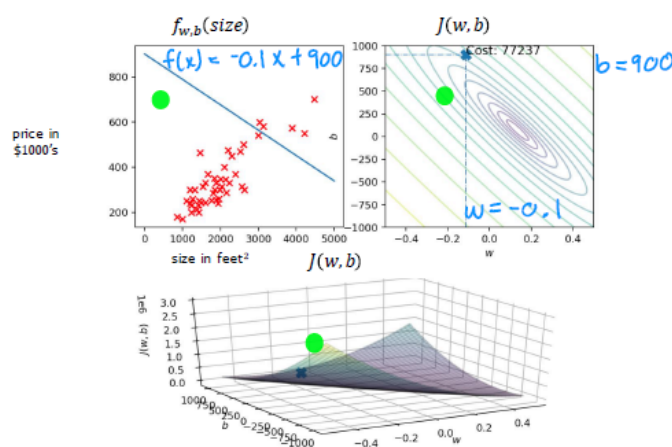 f_{w,b}(size)
J(w,b)
f(x) = -0.1x + 900
Cost: 77237
b=900
w=-0.1
price in
$1000's
800
600
400
200
0 1000 2000 3000 4000 5000
size in feet²
1000
750
500
250
0
−250
−500
−750
−1000
b
−0.4 −0.2 0.0 0.2 0.4
w
J(w,b)
1e6
3.0
2.5
2.0
1.5
1.0
0.5
0.0
J(w, b)
1000
750
500
250
0
−250
−500
−750
−1000
b
−0.4 −0.2 0.0 0.2 0.4
w